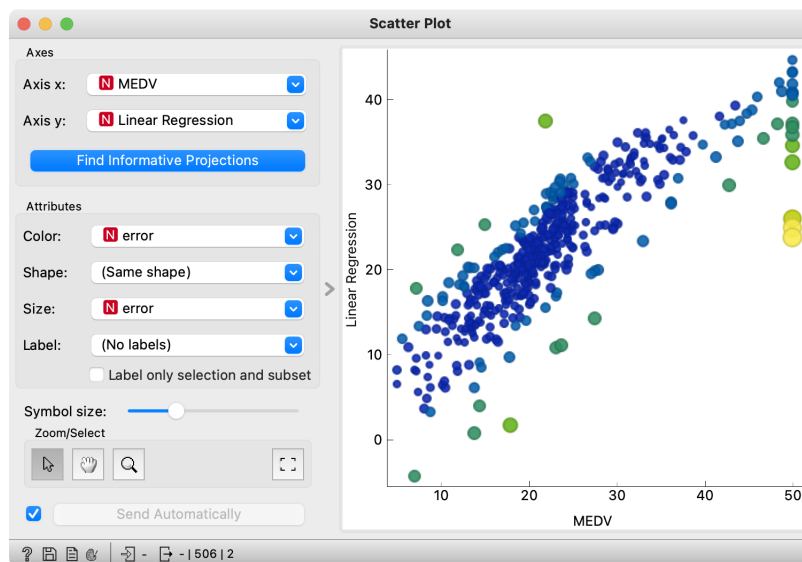 Scatter Plot
Axes
Axis x: N MEDV
Axis y: N Linear Regression
Find Informative Projections
Attributes
Color: N error
Shape: (Same shape)
Size: N error
Label: (No labels)
Label only selection and subset
Symbol size:
Zoom/Select
Send Automatically
? - - | 506 | 2
40
30
20
10
0
Linear Regression
10 20 30 40 50
MEDV